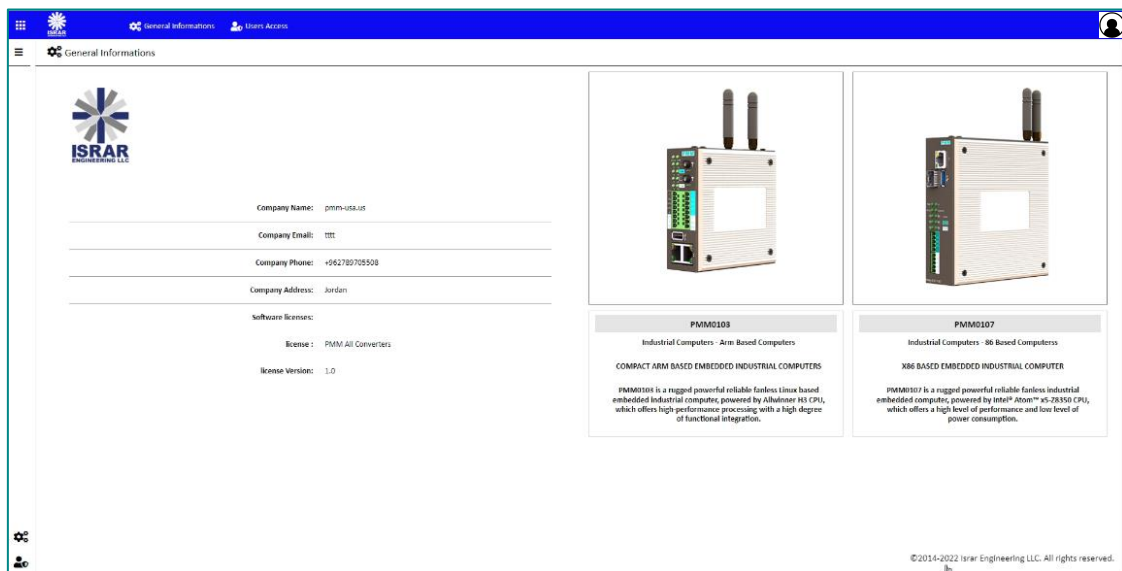 ISRAR
General Informations
Users Access
General Informations
ISRAR
ENGINEERING LLC
Company Name: pmm-usa.us
Company Email: tttt
Company Phone: +962789705508
Company Address: Jordan
Software licenses:
license : PMM All Converters
license Version: 1.0
PMM0103
Industrial Computers - Arm Based Computers
COMPACT ARM BASED EMBEDDED INDUSTRIAL COMPUTERS
PMM0103 is a rugged powerful reliable fanless Linux based
embedded industrial computer, powered by Allwinner H3 CPU,
which offers high-performance processing with a high degree
of functional integration.
PMM0107
Industrial Computers - 86 Based Computerss
X86 BASED EMBEDDED INDUSTRIAL COMPUTER
PMM0107 is a rugged powerful reliable fanless industrial
embedded computer, powered by Intel® Atom™ x5-Z8350 CPU,
which offers a high level of performance and low level of
power consumption.
©2014-2022 Israr Engineering LLC. All rights reserved.